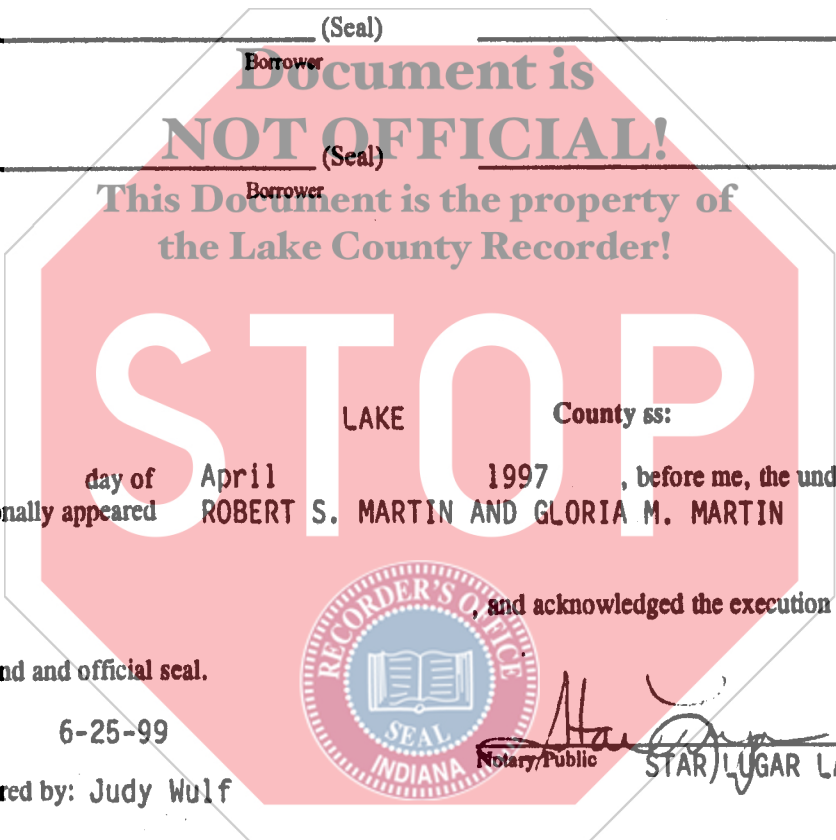 (Seal)
Borrower
Document is
NOT OFFICIAL!
(Seal)
Borrower
This Document is the property of
the Lake County Recorder!
STOP
LAKE County ss:
day of April 1997 , before me, the und
nally appeared ROBERT S. MARTIN AND GLORIA M. MARTIN
, and acknowledged the execution
RECORDER'S OFFICE
SEAL
INDIANA
nd and official seal.
6-25-99
Notary Public
STAR LUGAR LA
red by: Judy Wulf